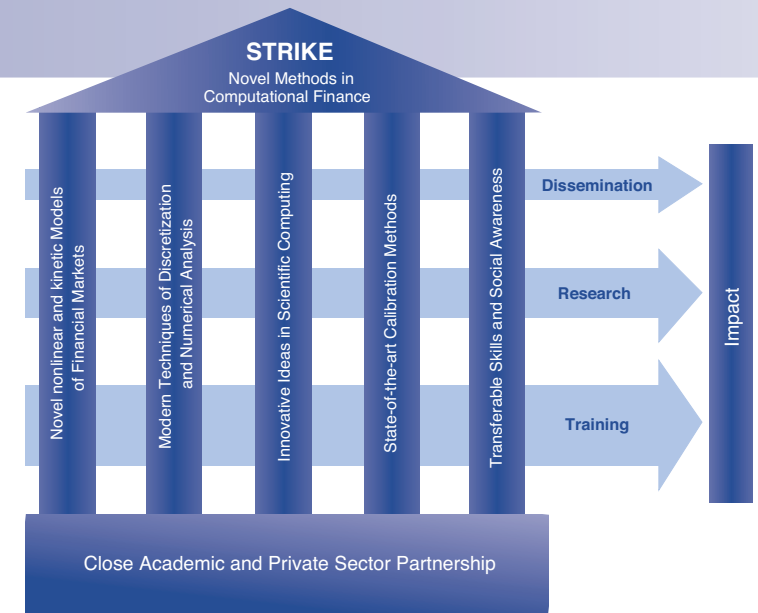 STRIKE
Novel Methods in
Computational Finance
Novel nonlinear and kinetic Models
of Financial Markets
Modern Techniques of Discretization
and Numerical Analysis
Innovative Ideas in Scientific Computing
State-of-the-art Calibration Methods
Transferable Skills and Social Awareness
Dissemination
Research
Training
Impact
Close Academic and Private Sector Partnership